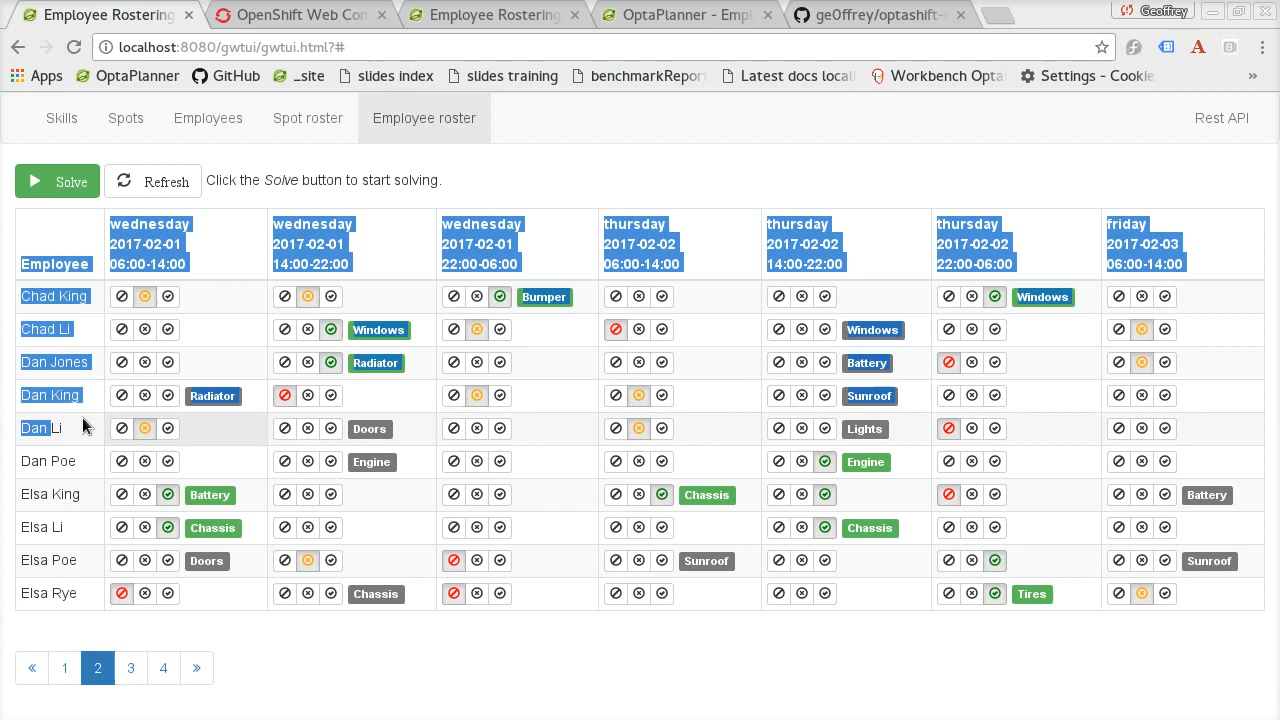 Employee Rostering
OpenShift Web Con
Employee Rostering
OptaPlanner - Empl
ge0ffrey/optashift-
Geoffrey
localhost:8080/gwtui/gwtui.html?#
Apps
OptaPlanner
GitHub
_site
slides index
slides training
benchmarkRepor
Latest docs local
Workbench Opta
Settings - Cookie
»
Skills
Spots
Employees
Spot roster
Employee roster
Rest API
Solve
Refresh
Click the Solve button to start solving.
Employee
wednesday
2017-02-01
06:00-14:00
wednesday
2017-02-01
14:00-22:00
wednesday
2017-02-01
22:00-06:00
thursday
2017-02-02
06:00-14:00
thursday
2017-02-02
14:00-22:00
thursday
2017-02-02
22:00-06:00
friday
2017-02-03
06:00-14:00
Chad King Bumper Windows
Chad Li Windows Windows
Dan Jones Radiator Battery
Dan King Radiator Sunroof
Dan Li Doors Lights
Dan Poe Engine Engine
Elsa King Battery Chassis Battery
Elsa Li Chassis Chassis
Elsa Poe Doors Sunroof Sunroof
Elsa Rye Chassis Tires
« 1 2 3 4 »